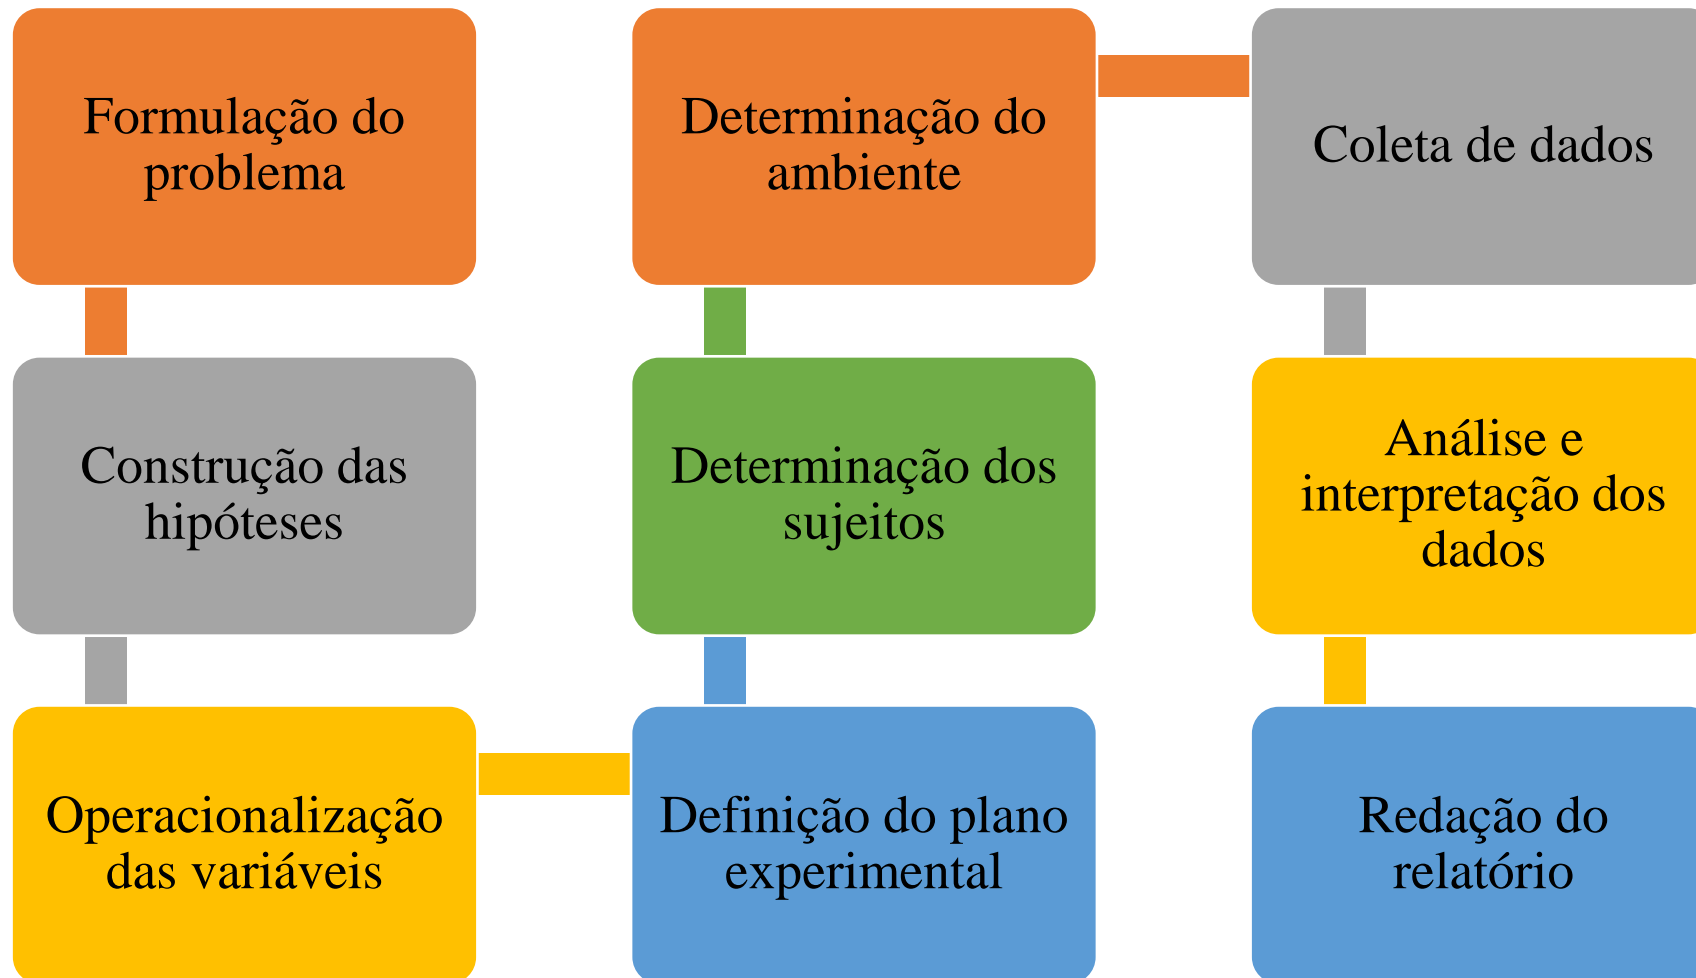 Formulação do
problema
Construção das
hipóteses
Operacionalização
das variáveis
Definição do plano
experimental
Determinação dos
sujeitos
Determinação do
ambiente
Coleta de dados
Análise e
interpretação dos
dados
Redação do
relatório